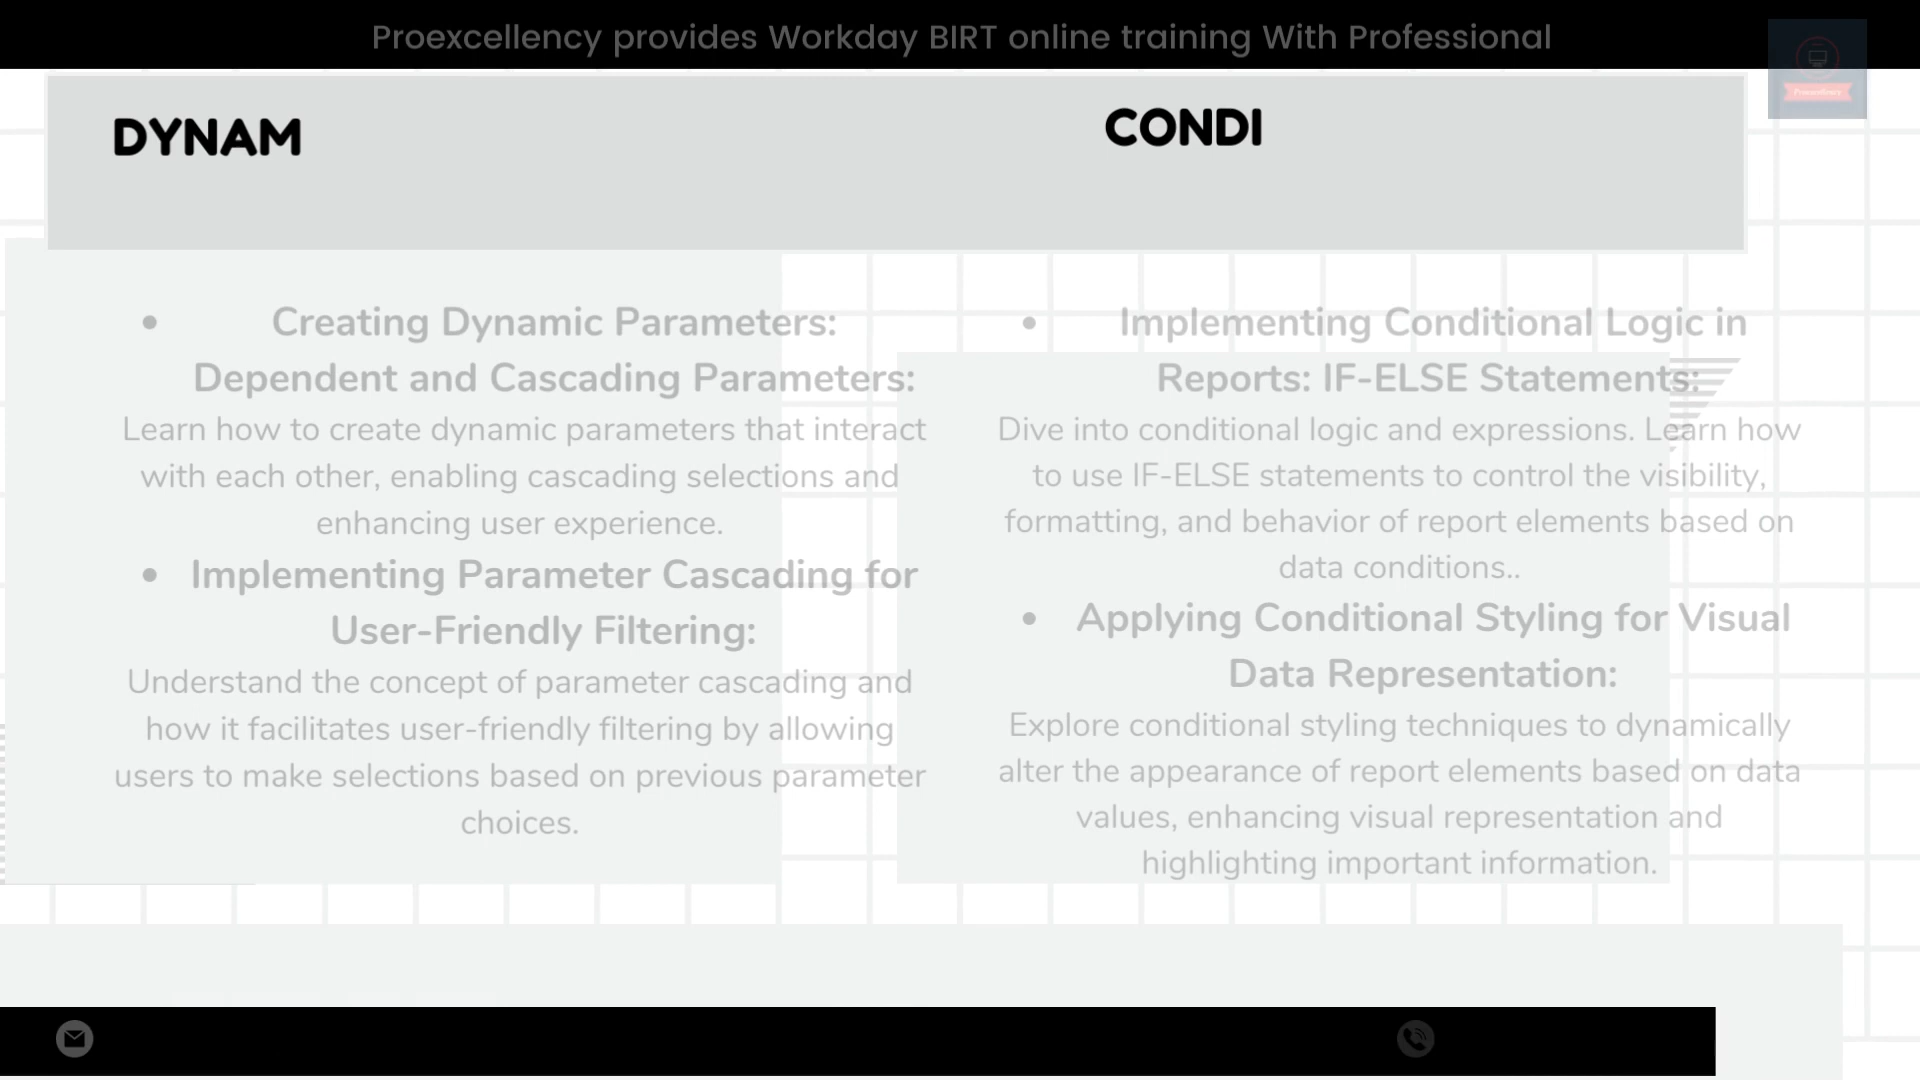 Proexcellency provides Workday BIRT online training With Professional
Proexcellency
DYNAM
• Creating Dynamic Parameters:
Dependent and Cascading Parameters:
Learn how to create dynamic parameters that interact
with each other, enabling cascading selections and
enhancing user experience.
• Implementing Parameter Cascading for
User-Friendly Filtering:
Understand the concept of parameter cascading and
how it facilitates user-friendly filtering by allowing
users to make selections based on previous parameter
choices.
CONDI
• Implementing Conditional Logic in
Reports: IF-ELSE Statements:
Dive into conditional logic and expressions. Learn how
to use IF-ELSE statements to control the visibility,
formatting, and behavior of report elements based on
data conditions..
• Applying Conditional Styling for Visual
Data Representation:
Explore conditional styling techniques to dynamically
alter the appearance of report elements based on data
values, enhancing visual representation and
highlighting important information.